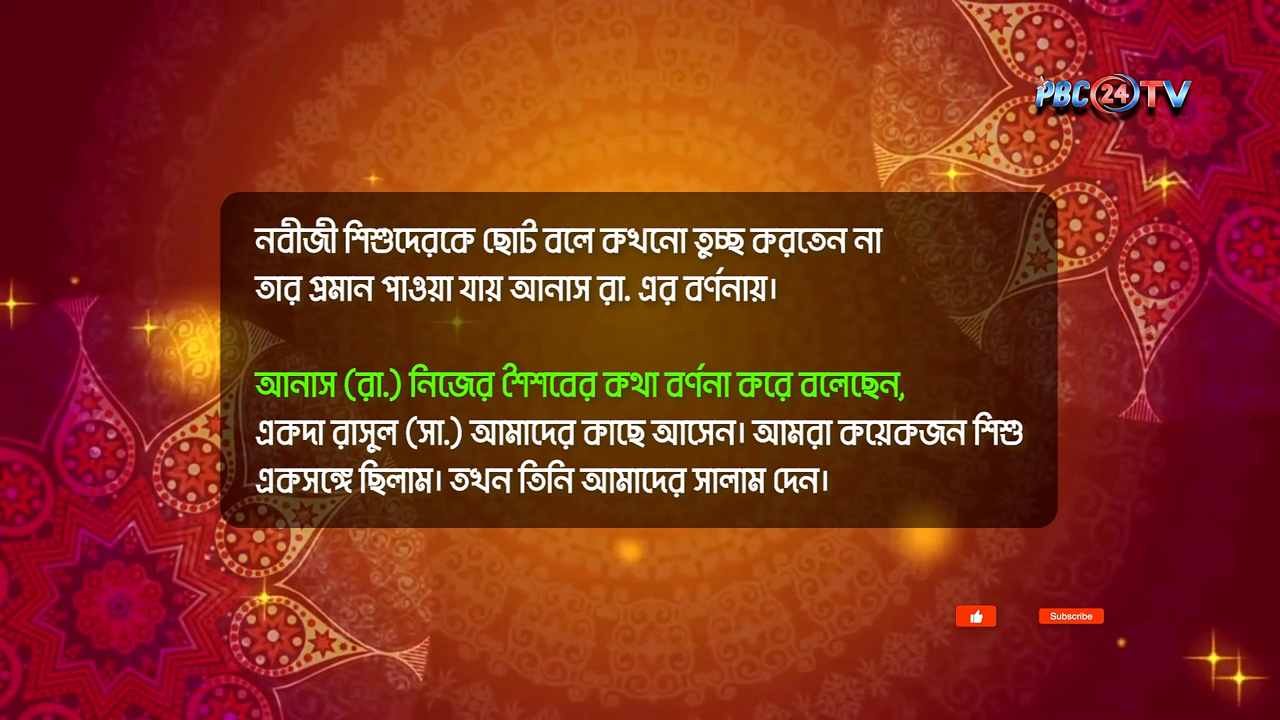 PBC 24 TV
নবীজী শিশুদেরকে ছোট বলে কখনো তুচ্ছ করতেন না
তার প্রমান পাওয়া যায় আনাস রা. এর বর্ণনায়।
আনাস (রা.) নিজের শৈশবের কথা বর্ণনা করে বলেছেন,
একদা রাসুল (সা.) আমাদের কাছে আসেন। আমরা কয়েকজন শিশু
একসঙ্গে ছিলাম। তখন তিনি আমাদের সালাম দেন।
Subscribe